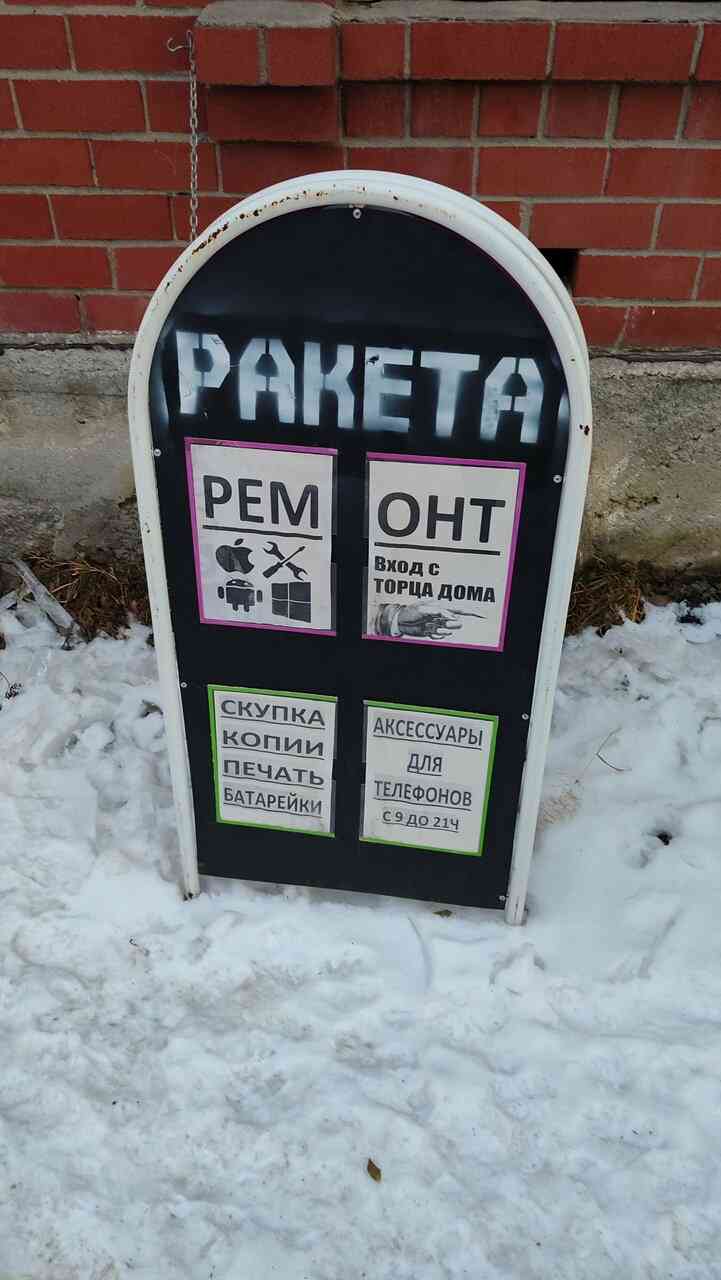 РАКЕТА
РЕМ
ОНТ
Вход с
ТОРЦА ДОМА
СКУПКА
КОПИИ
ПЕЧАТЬ
БАТАРЕЙКИ
АКСЕССУАРЫ
ДЛЯ
ТЕЛЕФОНОВ
С 9 ДО 21Ч